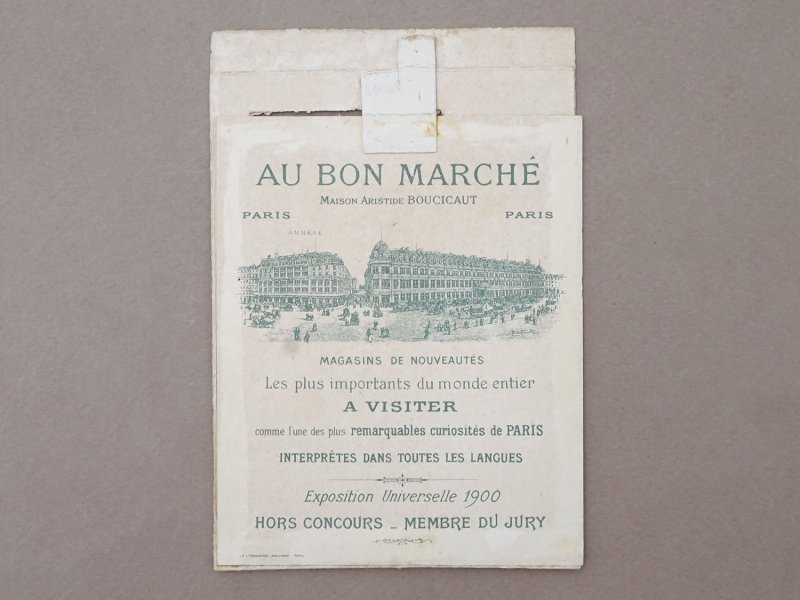 AU BON MARCHÉ
MAISON ARISTIDE BOUCICAUT
PARIS PARIS
ANNEXE
MAGASINS DE NOUVEAUTÉS
Les plus importants du monde entier
A VISITER
comme l'une des plus remarquables curiosités de PARIS
INTERPRÉTES DANS TOUTES LES LANGUES
Exposition Universelle 1900
HORS CONCOURS _ MEMBRE DU JURY
PARIS